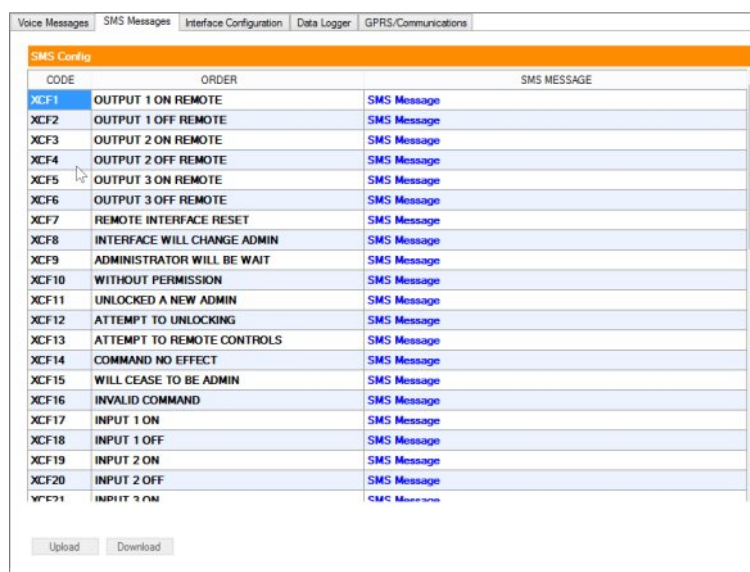 Voice Messages SMS Messages Interface Configuration Data Logger GPRS/Communications
SMS Config
CODE ORDER SMS MESSAGE
XCF1 OUTPUT 1 ON REMOTE SMS Message
XCF2 OUTPUT 1 OFF REMOTE SMS Message
XCF3 OUTPUT 2 ON REMOTE SMS Message
XCF4 OUTPUT 2 OFF REMOTE SMS Message
XCF5 OUTPUT 3 ON REMOTE SMS Message
XCF6 OUTPUT 3 OFF REMOTE SMS Message
XCF7 REMOTE INTERFACE RESET SMS Message
XCF8 INTERFACE WILL CHANGE ADMIN SMS Message
XCF9 ADMINISTRATOR WILL BE WAIT SMS Message
XCF10 WITHOUT PERMISSION SMS Message
XCF11 UNLOCKED A NEW ADMIN SMS Message
XCF12 ATTEMPT TO UNLOCKING SMS Message
XCF13 ATTEMPT TO REMOTE CONTROLS SMS Message
XCF14 COMMAND NO EFFECT SMS Message
XCF15 WILL CEASE TO BE ADMIN SMS Message
XCF16 INVALID COMMAND SMS Message
XCF17 INPUT 1 ON SMS Message
XCF18 INPUT 1 OFF SMS Message
XCF19 INPUT 2 ON SMS Message
XCF20 INPUT 2 OFF SMS Message
XCF21 INPUT 3 ON SMS Message
Upload Download